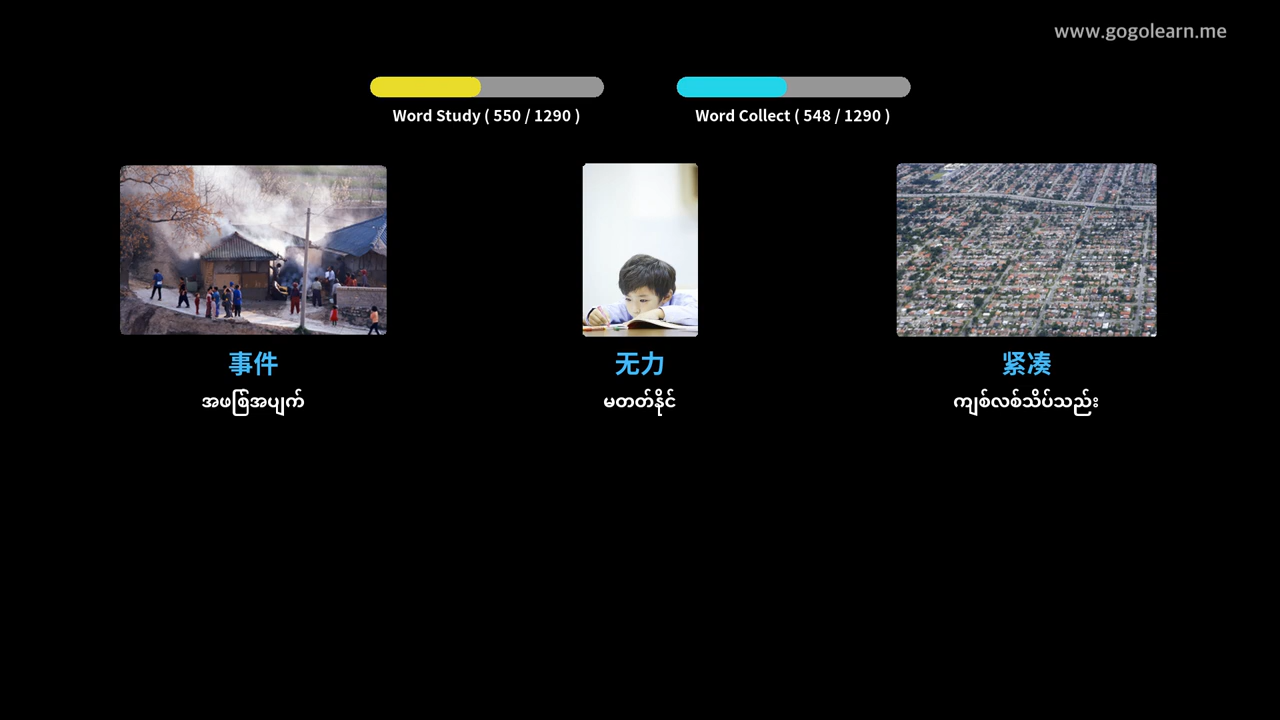 www.gogolearn.me
Word Study ( 550 / 1290 )
Word Collect ( 548 / 1290 )
事件
无力
紧凑
အဖြစ်အပျက်
မတတ်နိုင်
ကျစ်လစ်သိပ်သည်း